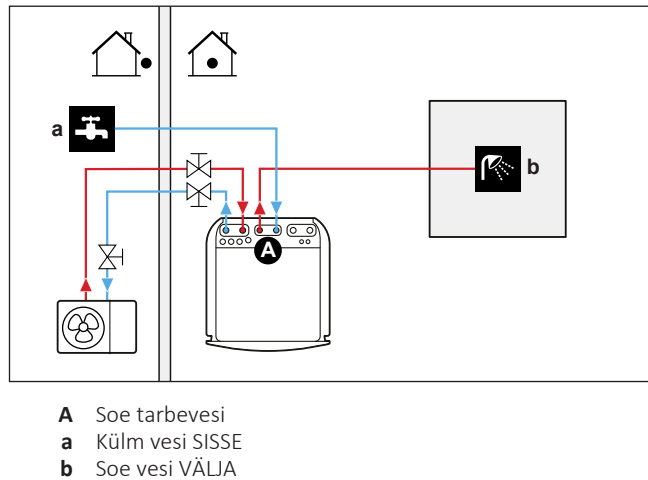 a
b
A
A Soe tarbevesi
a Külm vesi SISSE
b Soe vesi VÄLJA